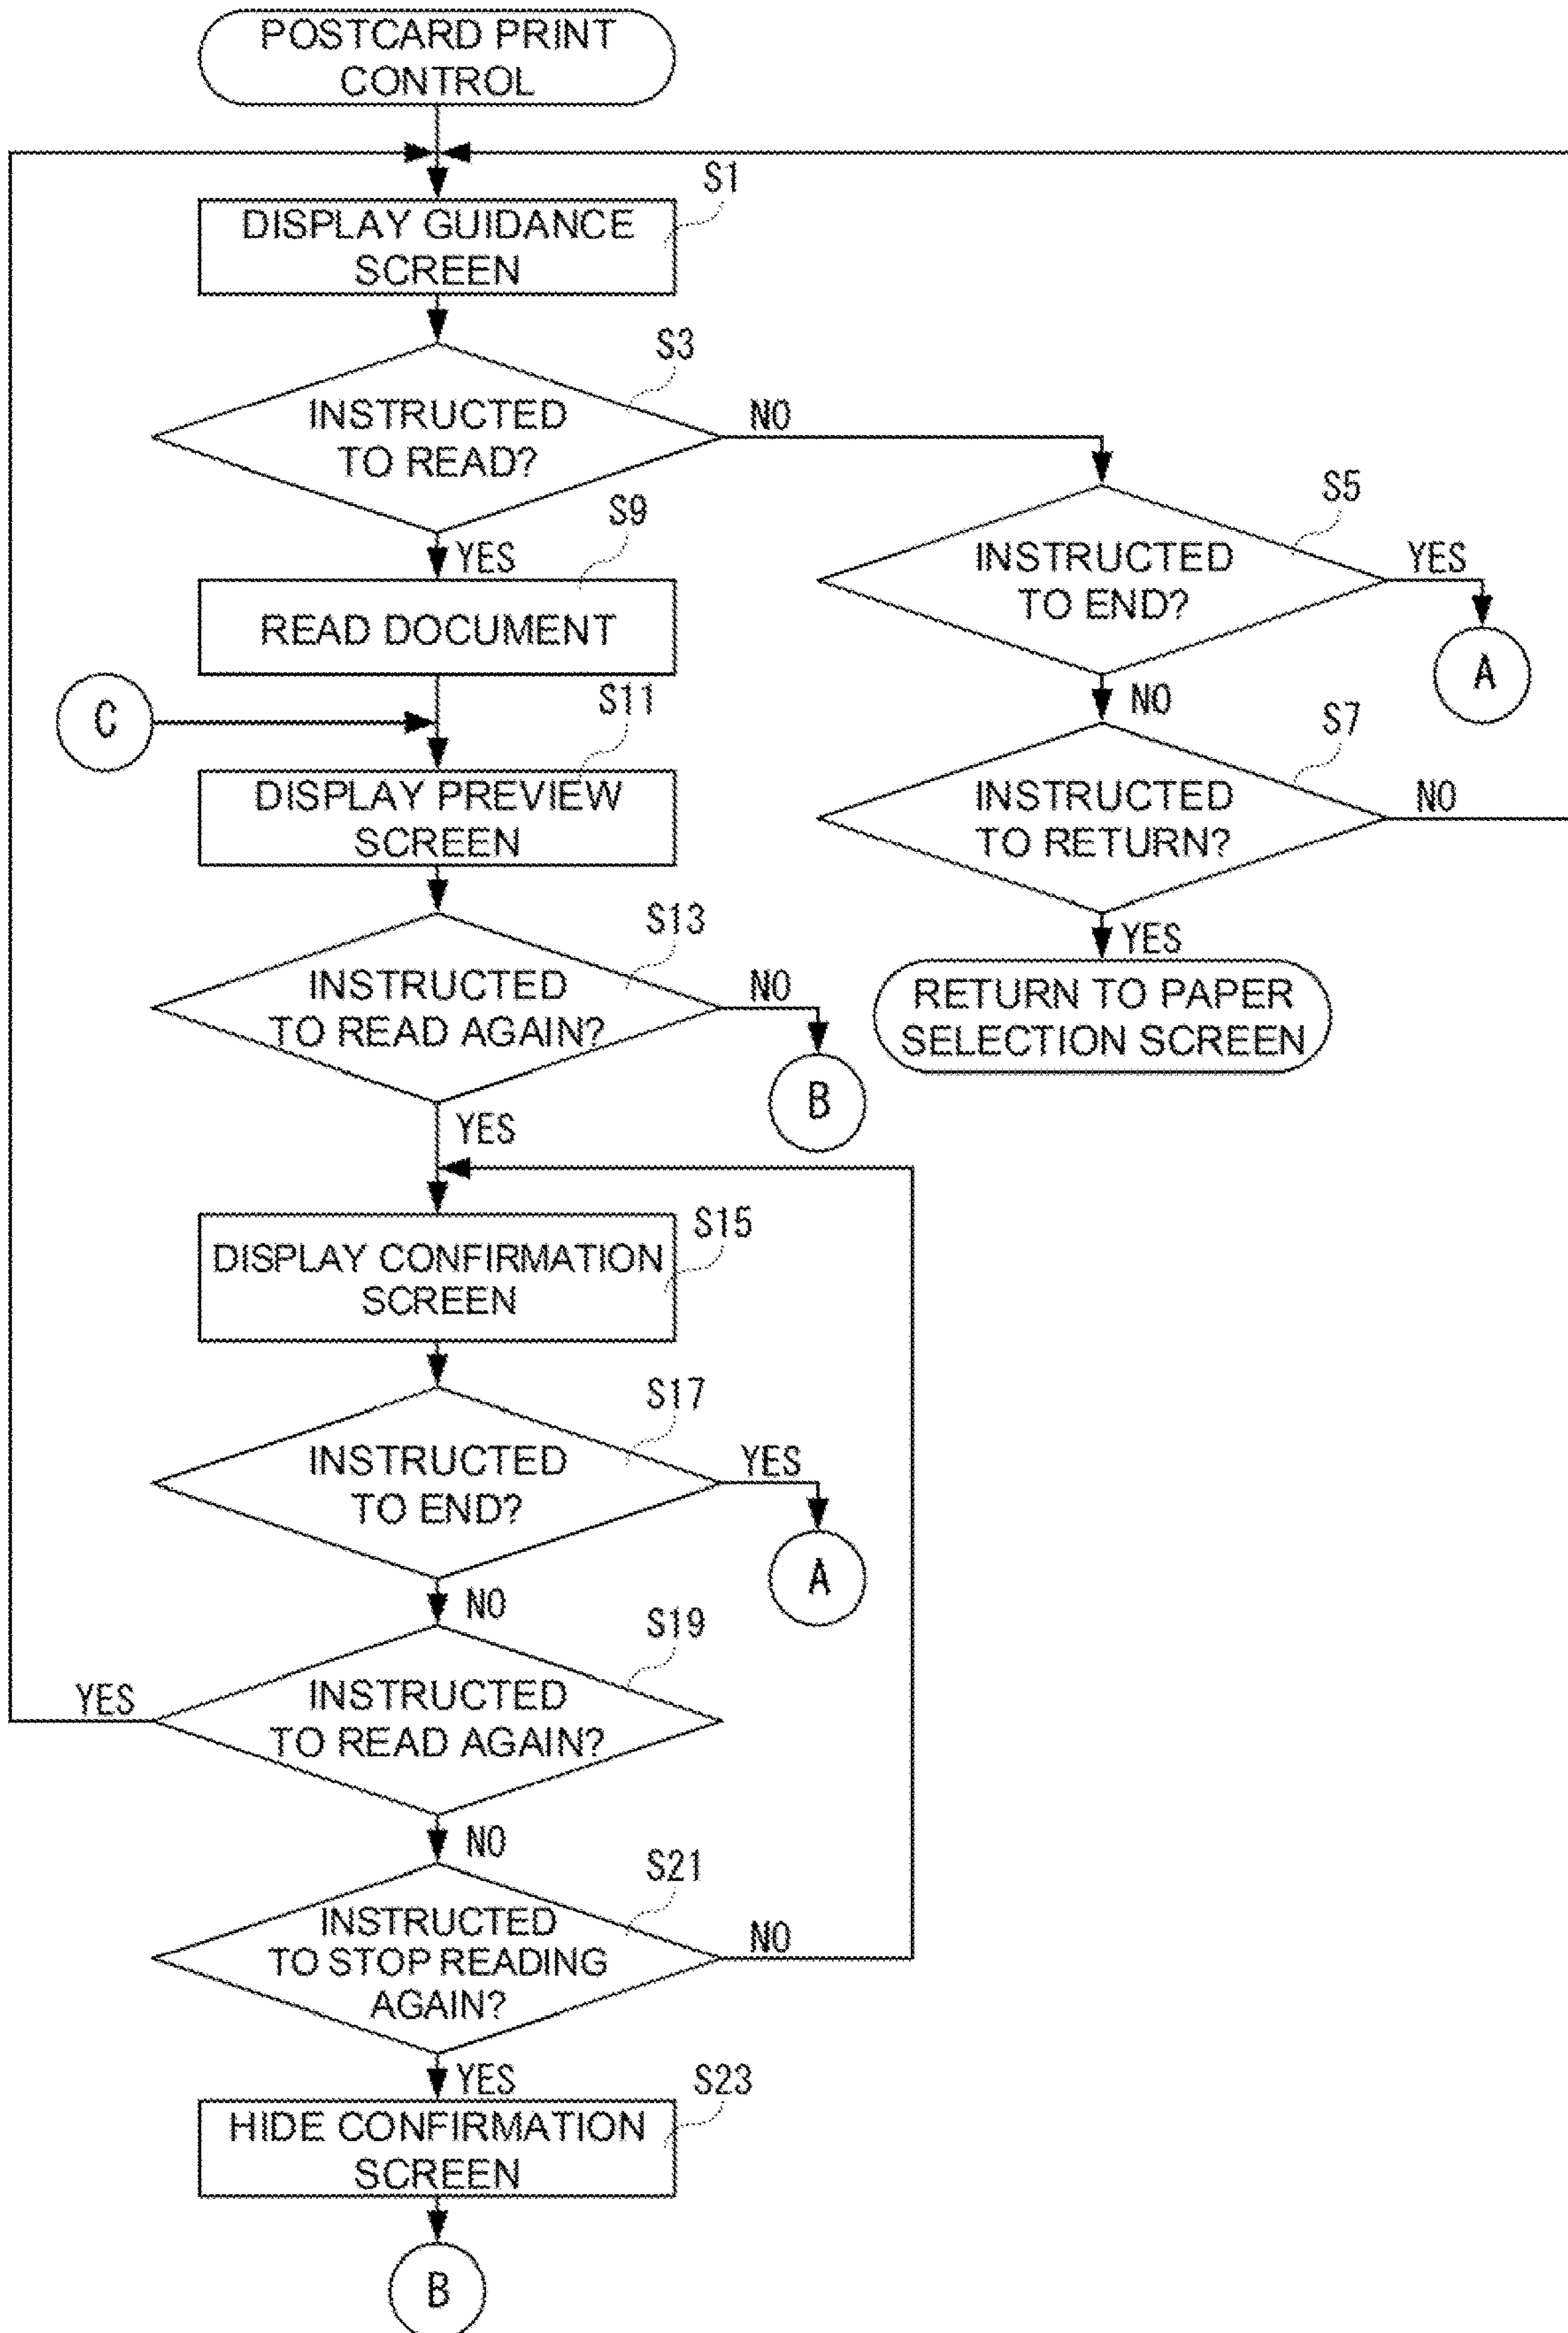 POSTCARD PRINT
CONTROL
S1
DISPLAY GUIDANCE
SCREEN
S3
INSTRUCTED
TO READ?
NO
YES
S5
INSTRUCTED
TO END?
YES
A
NO
S9
READ DOCUMENT
C
S7
INSTRUCTED
TO RETURN?
NO
YES
RETURN TO PAPER
SELECTION SCREEN
S11
DISPLAY PREVIEW
SCREEN
S13
INSTRUCTED
TO READ AGAIN?
NO
B
YES
S15
DISPLAY CONFIRMATION
SCREEN
S17
INSTRUCTED
TO END?
YES
A
NO
S19
INSTRUCTED
TO READ AGAIN?
YES
NO
S21
INSTRUCTED
TO STOP READING
AGAIN?
NO
YES
S23
HIDE CONFIRMATION
SCREEN
B